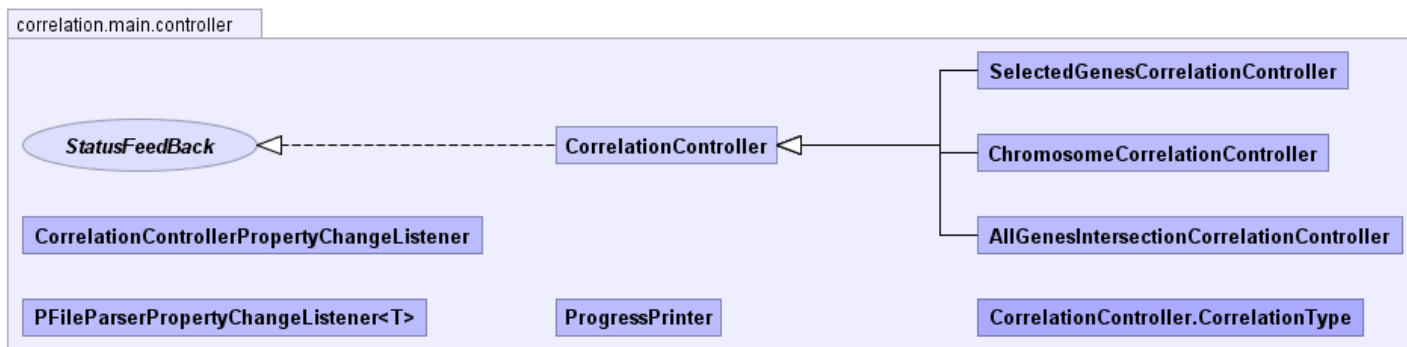 correlation.main.controller
SelectedGenesCorrelationController
StatusFeedBack
CorrelationController
ChromosomeCorrelationController
CorrelationControllerPropertyChangeListener
AllGenesIntersectionCorrelationController
PFileParserPropertyChangeListener<T>
ProgressPrinter
CorrelationController.CorrelationType